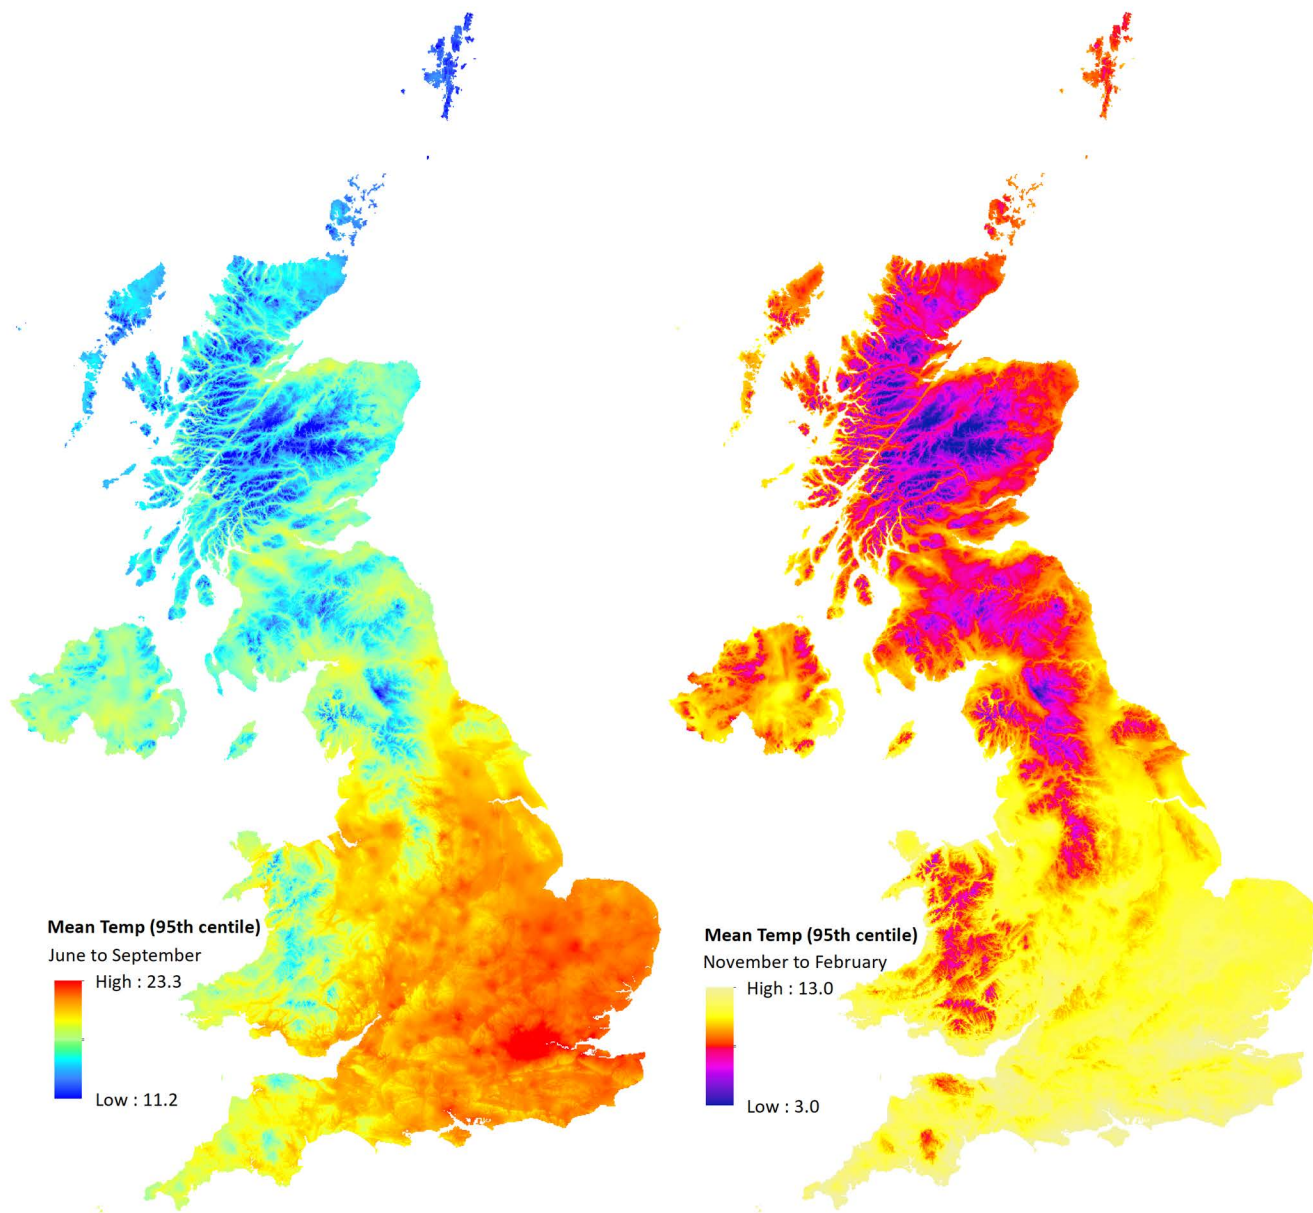 Mean Temp (95th centile)
June to September
High : 23.3
Low : 11.2
Mean Temp (95th centile)
November to February
High : 13.0
Low : 3.0